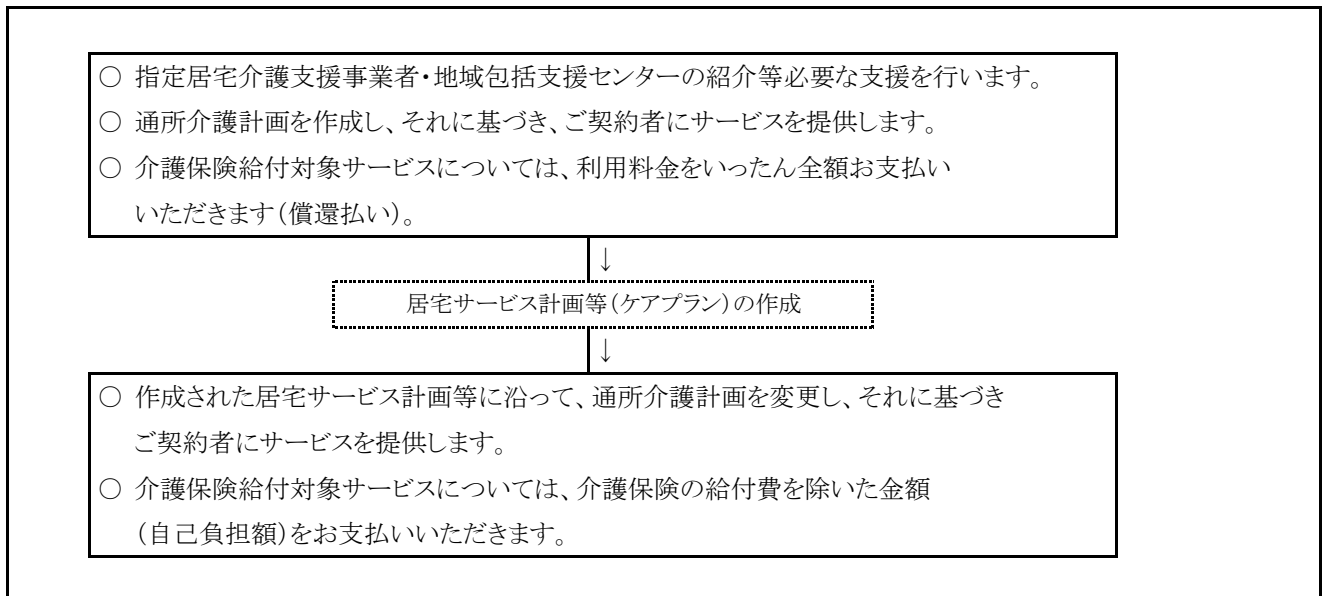 ○ 指定居宅介護支援事業者・地域包括支援センターの紹介等必要な支援を行います。
○ 通所介護計画を作成し、それに基づき、ご契約者にサービスを提供します。
○ 介護保険給付対象サービスについては、利用料金をいったん全額お支払い
いただきます(償還払い)。
↓
居宅サービス計画等(ケアプラン)の作成
↓
○ 作成された居宅サービス計画等に沿って、通所介護計画を変更し、それに基づき
ご契約者にサービスを提供します。
○ 介護保険給付対象サービスについては、介護保険の給付費を除いた金額
(自己負担額)をお支払いいただきます。